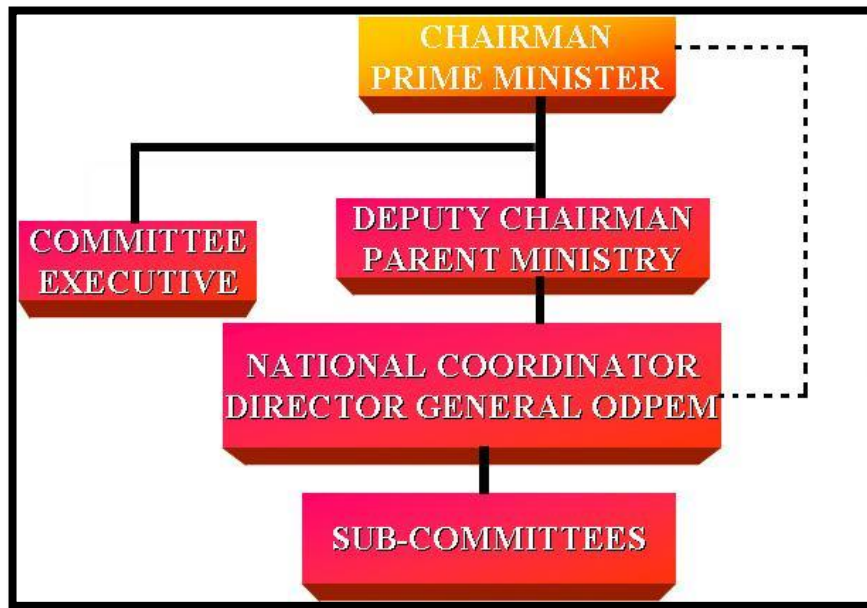 CHAIRMAN
PRIME MINISTER
COMMITTEE
EXECUTIVE
DEPUTY CHAIRMAN
PARENT MINISTRY
NATIONAL COORDINATOR
DIRECTOR GENERAL ODPEM
SUB-COMMITTEES